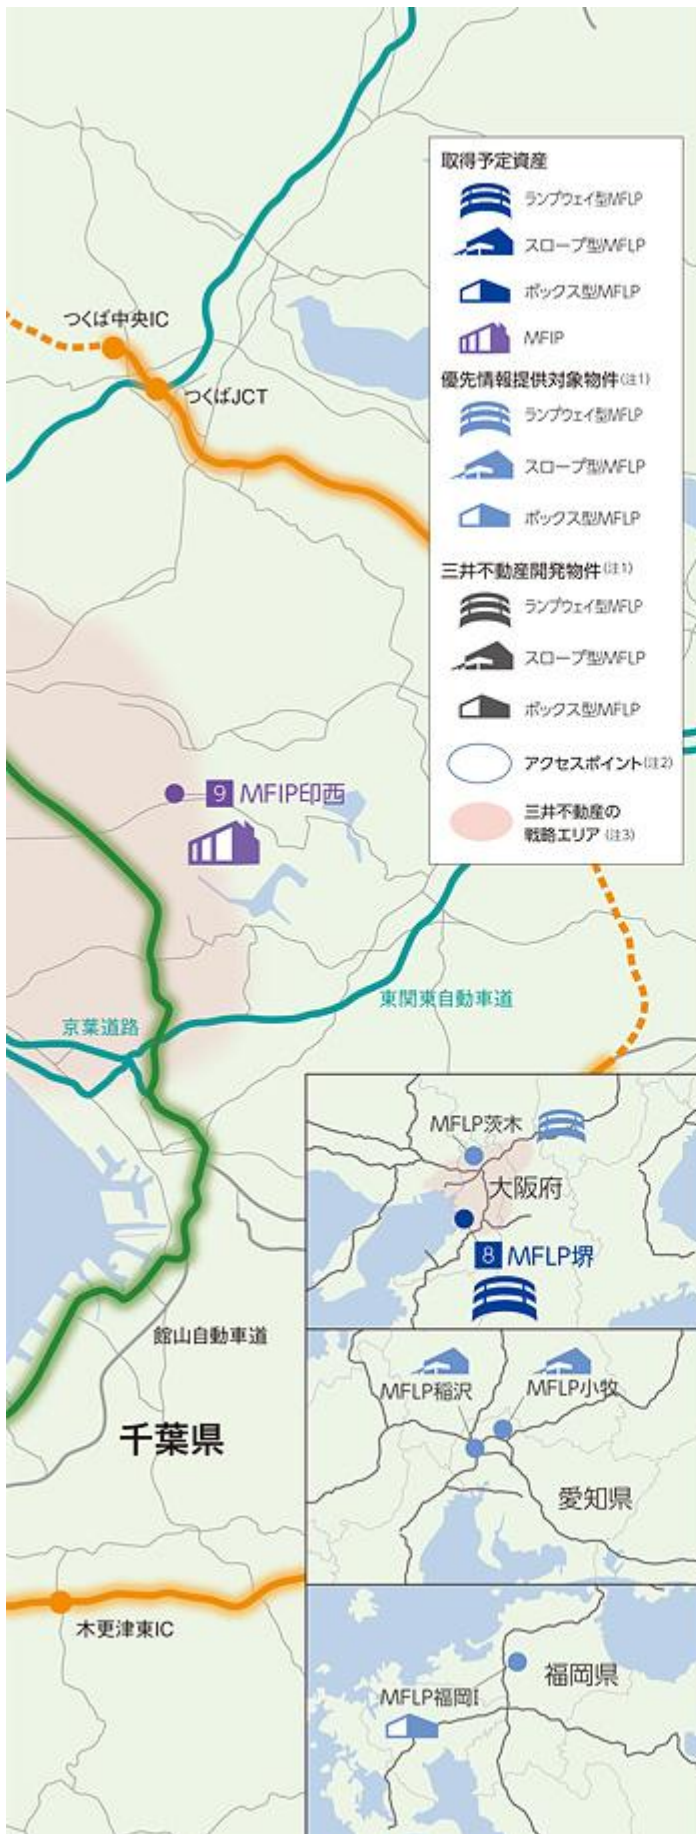 取得予定資産
ランプウェイ型MFLP
スロープ型MFLP
ボックス型MFLP
MFIP
優先情報提供対象物件(注1)
ランプウェイ型MFLP
スロープ型MFLP
ボックス型MFLP
三井不動産開発物件(注1)
ランプウェイ型MFLP
スロープ型MFLP
ボックス型MFLP
アクセスポイント(注2)
三井不動産の
戦略エリア(注3)
つくば中央IC
つくばJCT
9 MFIP印西
東関東自動車道
京葉道路
MFLP茨木
大阪府
8 MFLP堺
館山自動車道
MFLP稲沢
MFLP小牧
千葉県
愛知県
木更津東IC
福岡県
MFLP福岡I